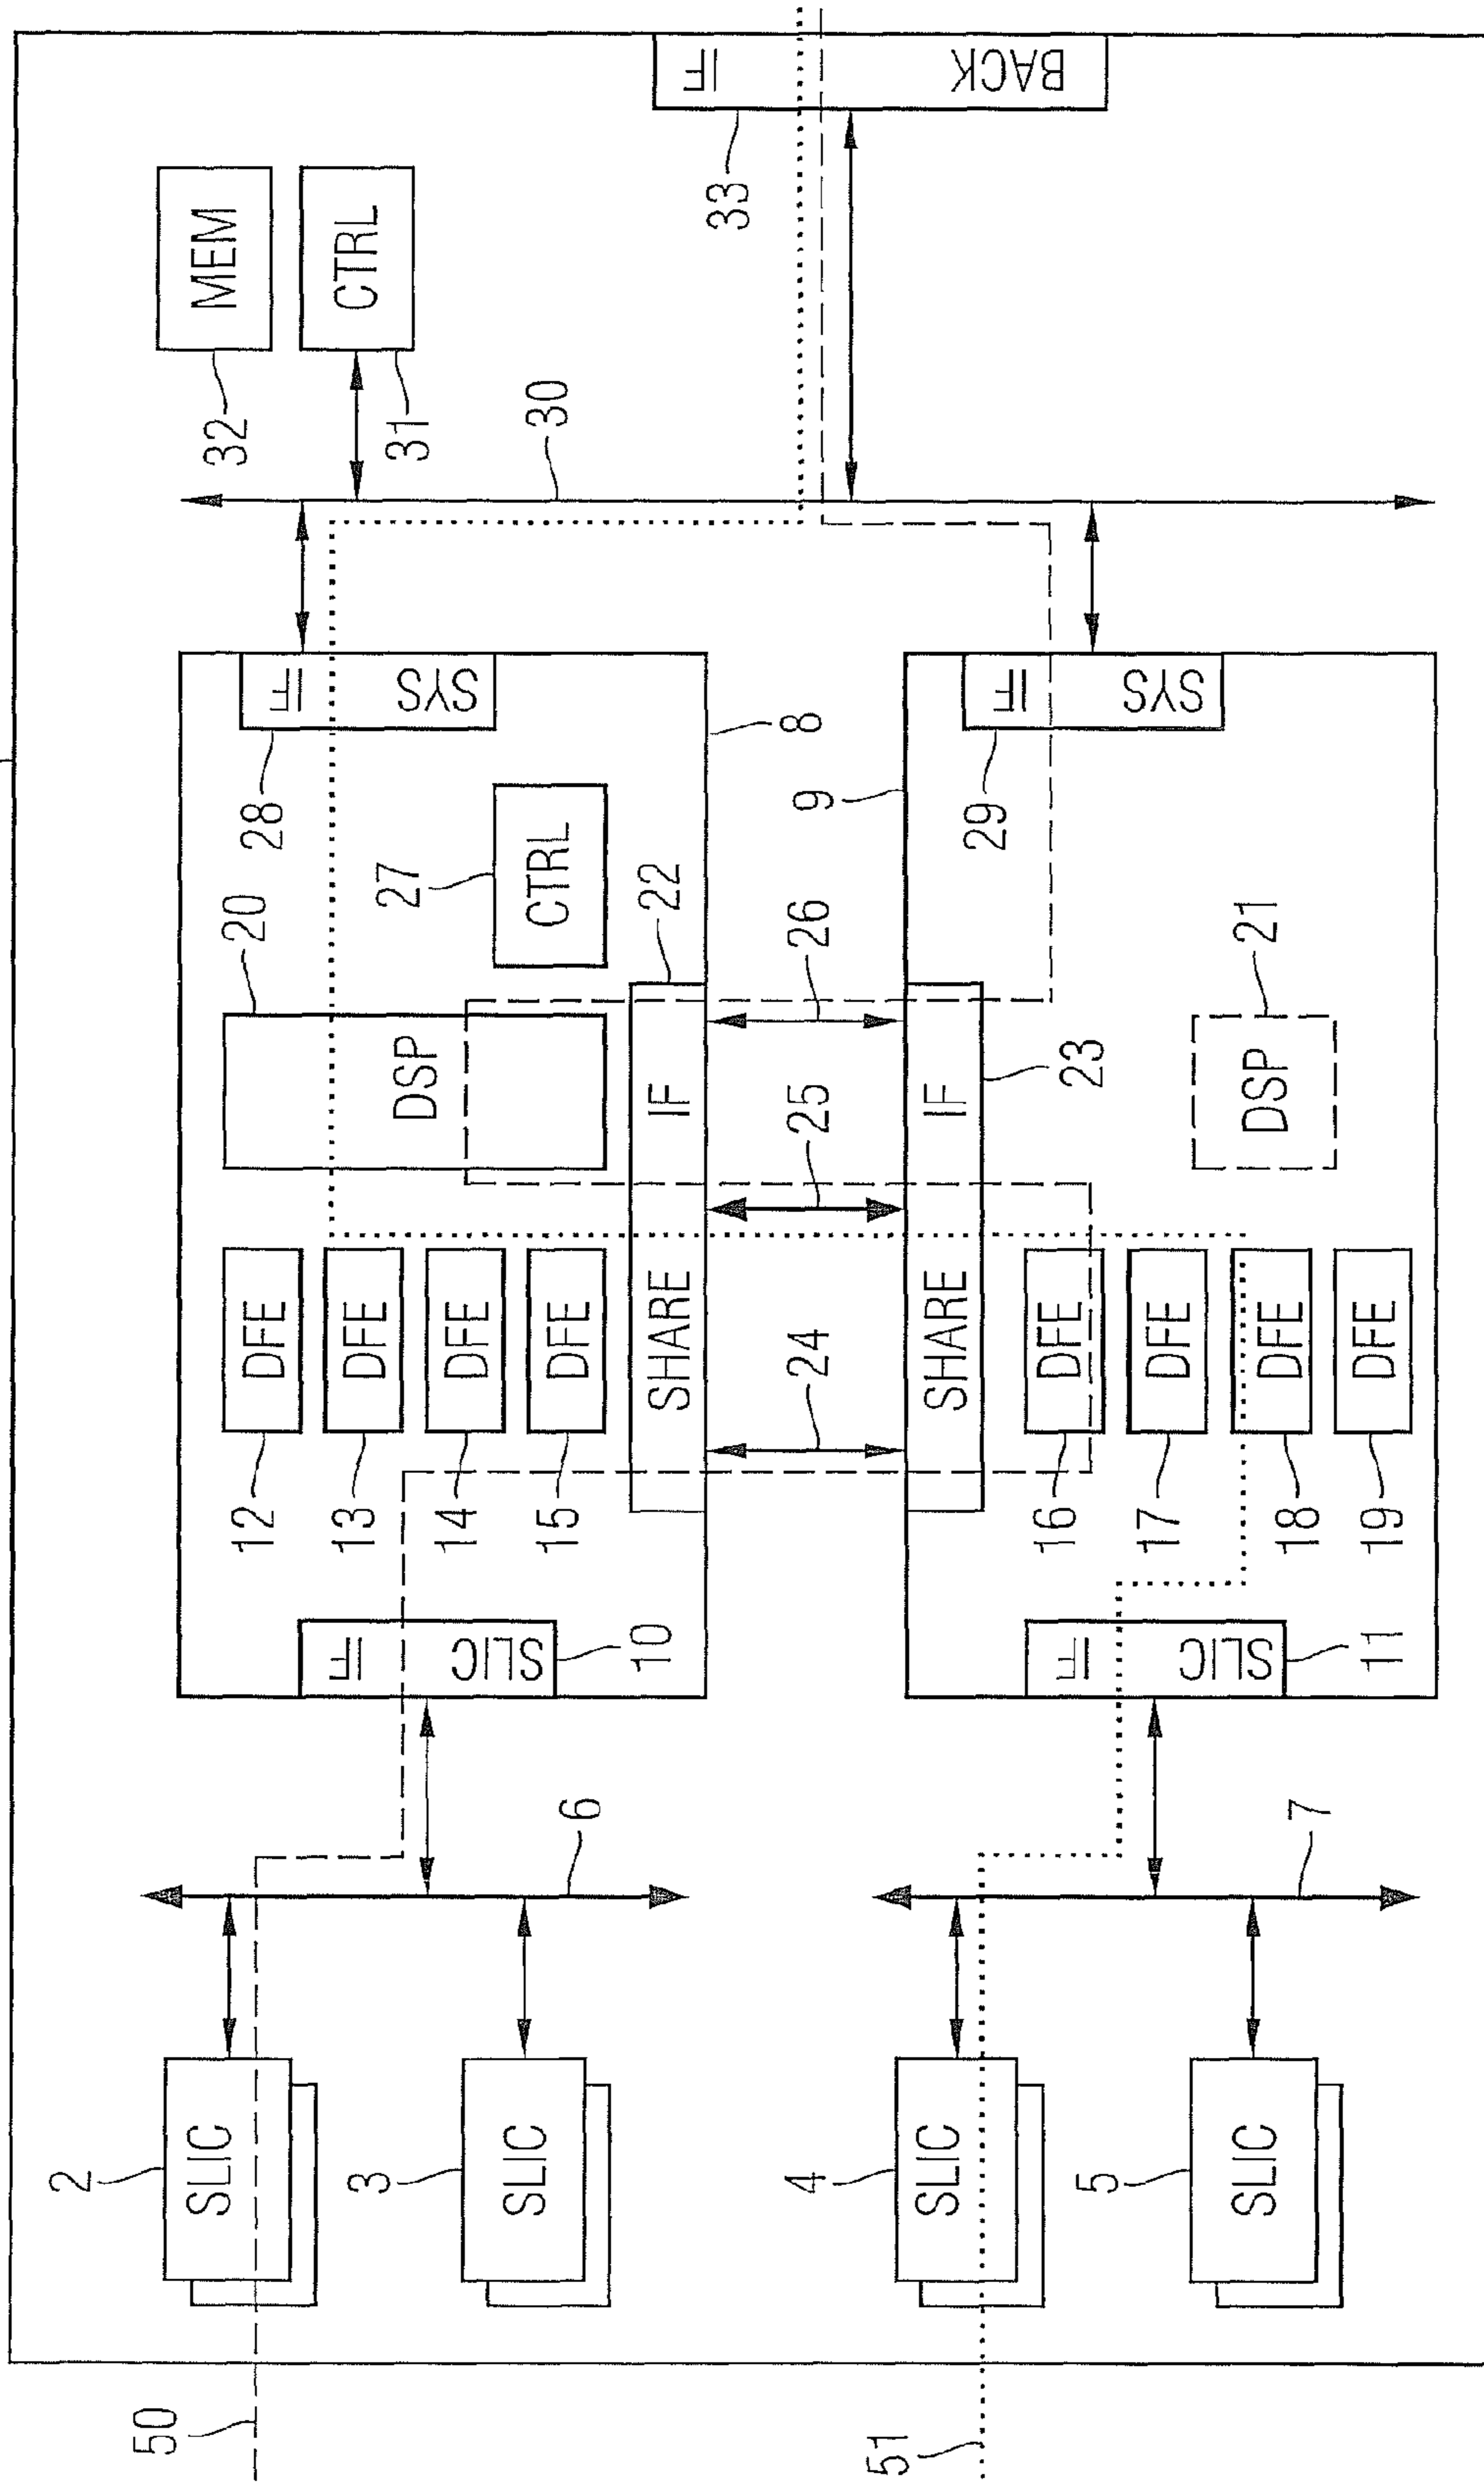 50
51
2
SLIC
3
SLIC
4
SLIC
5
SLIC
6
7
SLIC
IF
10
SLIC
IF
11
12
DFE
13
DFE
14
DFE
15
DFE
16
DFE
17
DFE
18
DFE
19
DFE
SHARE IF
22
SHARE IF
23
24
25
26
20
DSP
DSP
21
27
CTRL
8
9
28
SYS
IF
29
SYS
IF
30
31
CTRL
32
MEM
33
BACK
IF